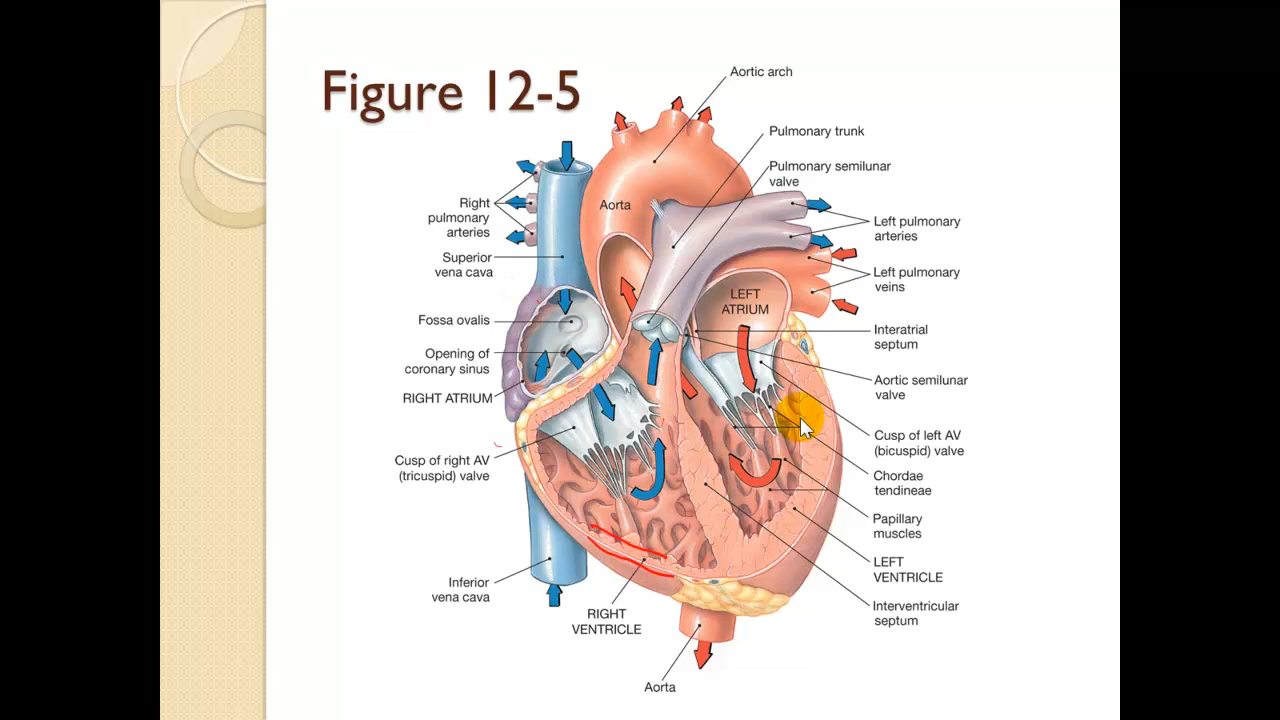 Figure 12-5
Aortic arch
Pulmonary trunk
Pulmonary semilunar
valve
Right
pulmonary
arteries
Aorta
Left pulmonary
arteries
Superior
vena cava
Left pulmonary
veins
LEFT
ATRIUM
Fossa ovalis
Interatrial
septum
Opening of
coronary sinus
Aortic semilunar
valve
RIGHT ATRIUM
Cusp of left AV
(bicuspid) valve
Cusp of right AV
(tricuspid) valve
Chordae
tendineae
Papillary
muscles
LEFT
VENTRICLE
Inferior
vena cava
Interventricular
septum
RIGHT
VENTRICLE
Aorta